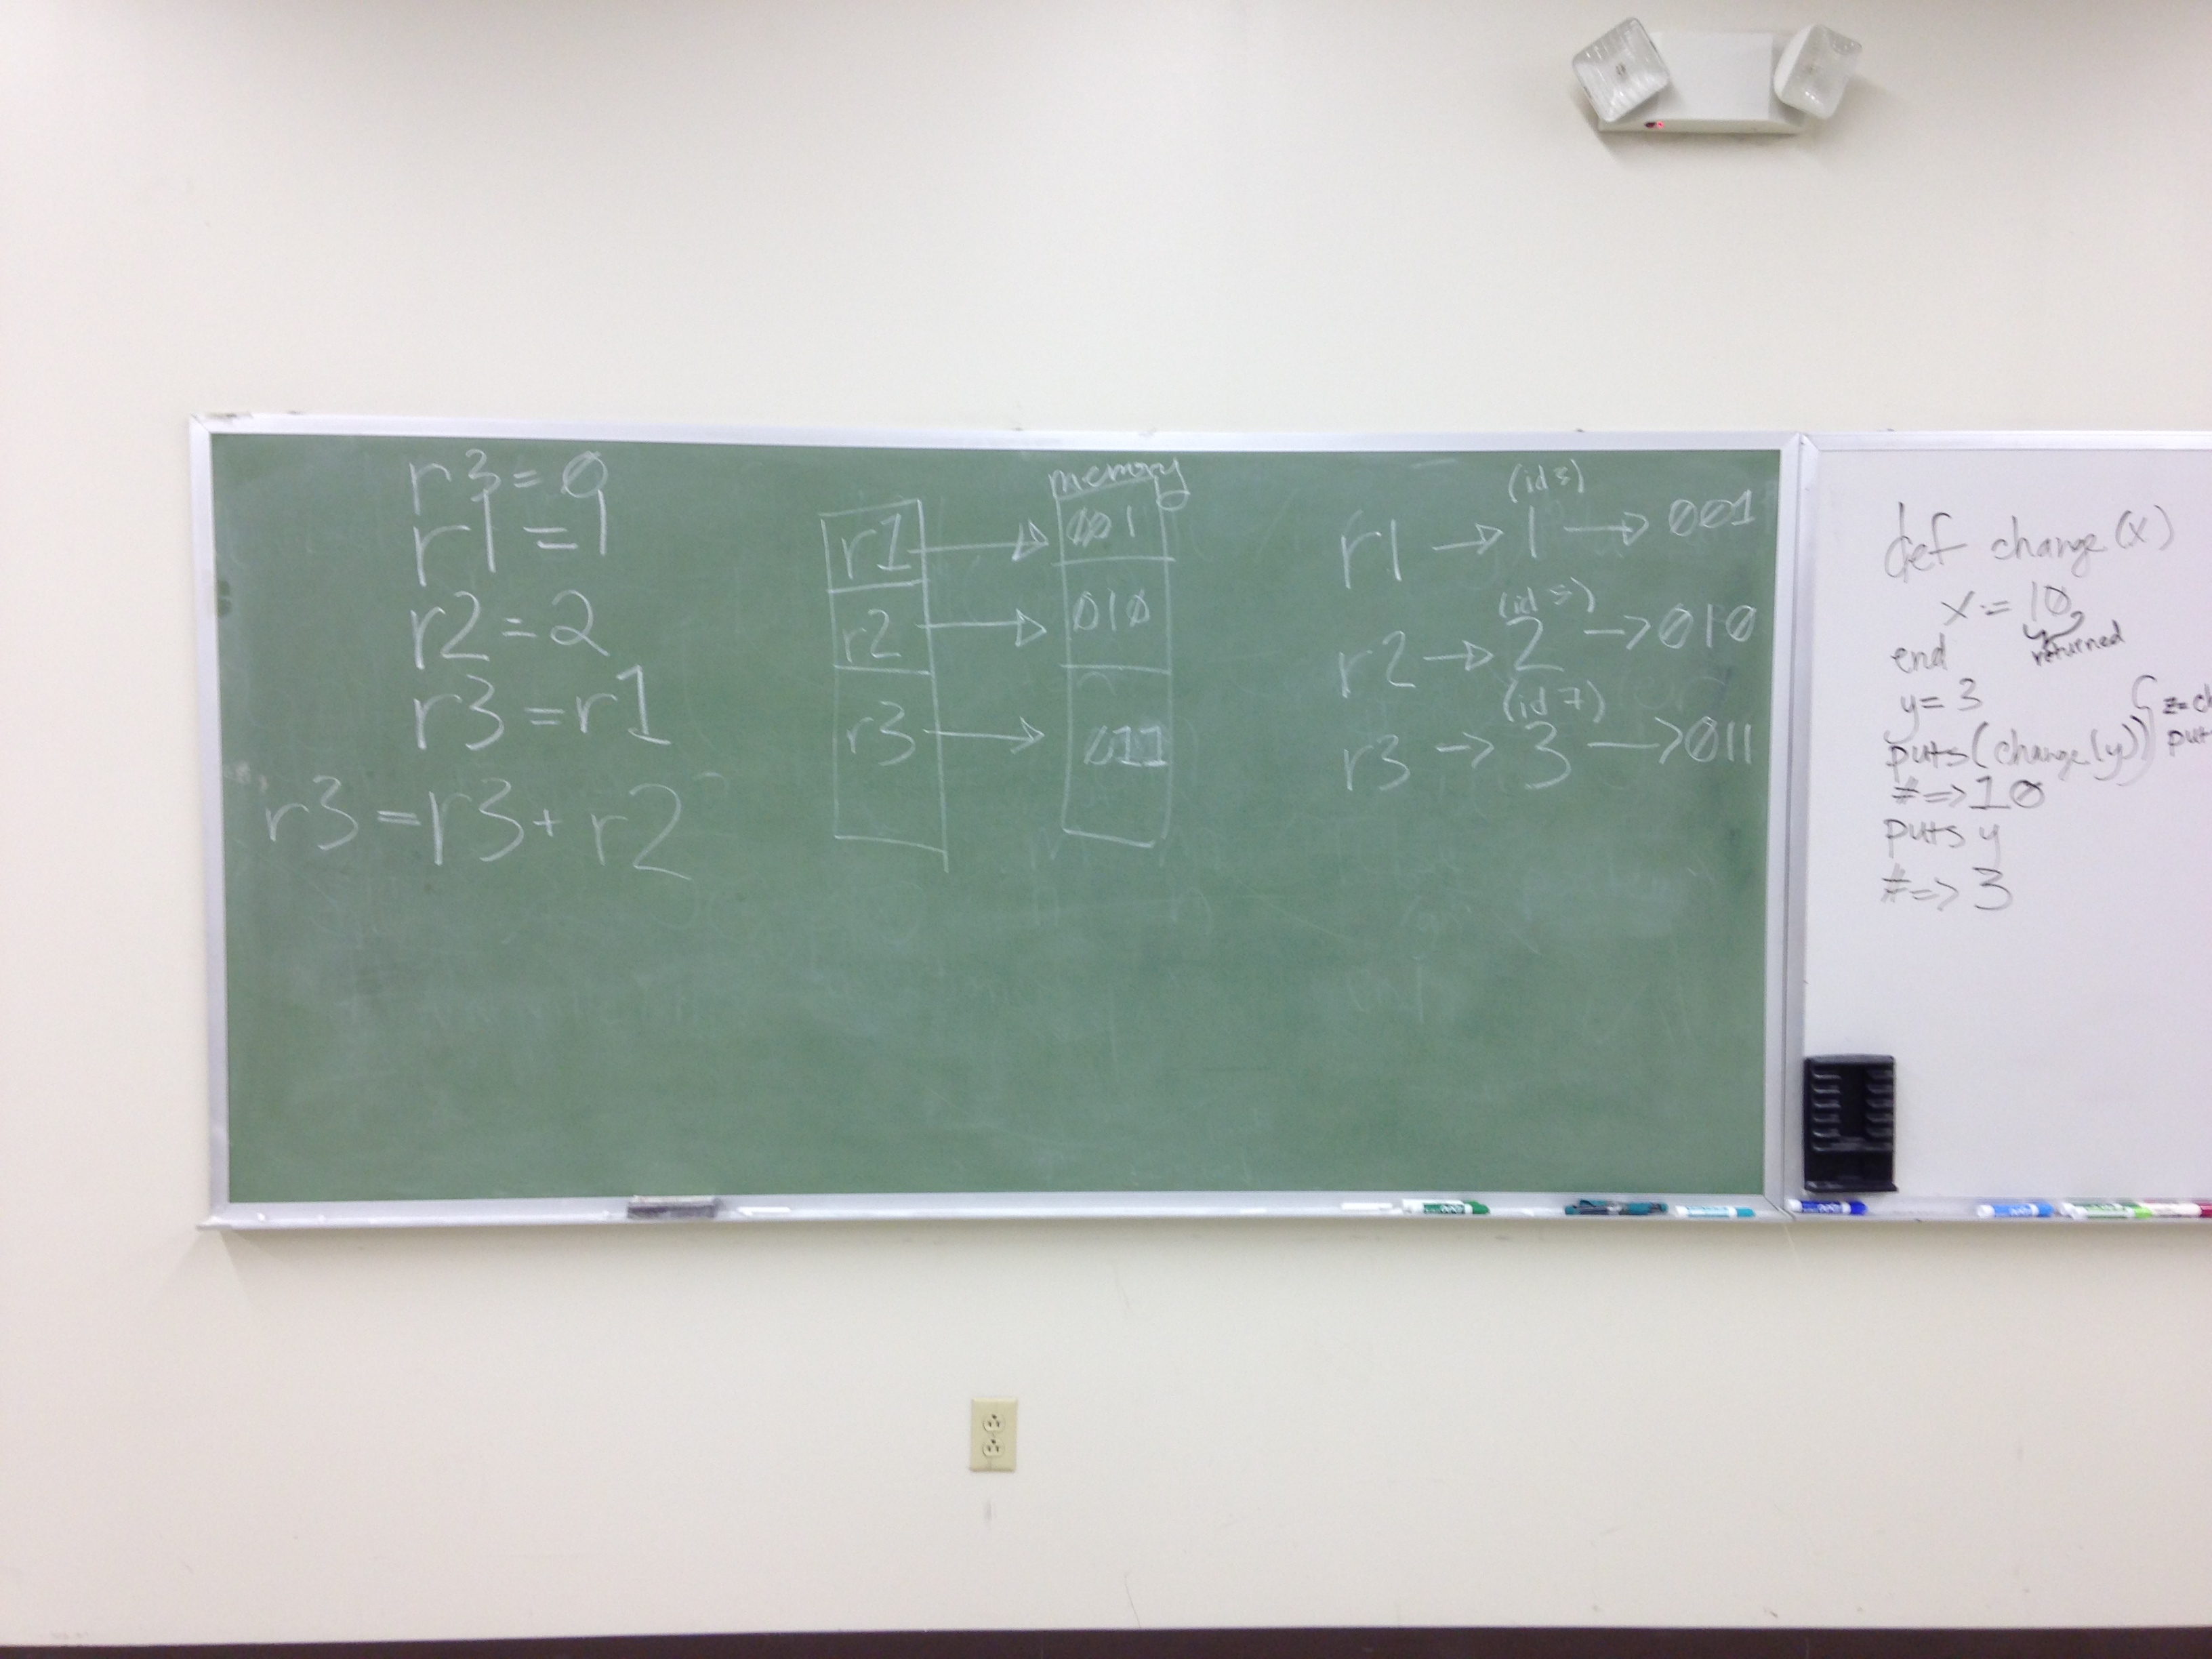 r3=0
r1=1
r2=2
r3=r1
r3=r3+r2
memory
r1 → 001
r2 → 010
r3 → 011
(id 3)
r1 → 1 → 001
(id 5)
r2 → 2 → 010
(id 7)
r3 → 3 → 011
def change(x)
x = 10
returned
end
y = 3
puts(change(y))
#=> 10
puts y
#=> 3
z=ch
put